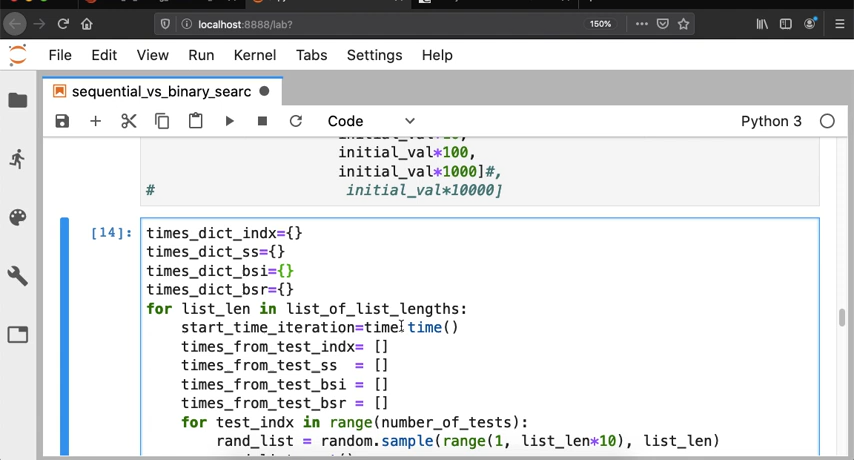 localhost:8888/lab?
150%
File Edit View Run Kernel Tabs Settings Help
sequential_vs_binary_searc
Code
Python 3
initial_val*100,
initial_val*1000]#,
# initial_val*10000]
[14]:
times_dict_indx={}
times_dict_ss={}
times_dict_bsi={}
times_dict_bsr={}
for list_len in list_of_list_lengths:
start_time_iteration=time.time()
times_from_test_indx= []
times_from_test_ss = []
times_from_test_bsi = []
times_from_test_bsr = []
for test_indx in range(number_of_tests):
rand_list = random.sample(range(1, list_len*10), list_len)